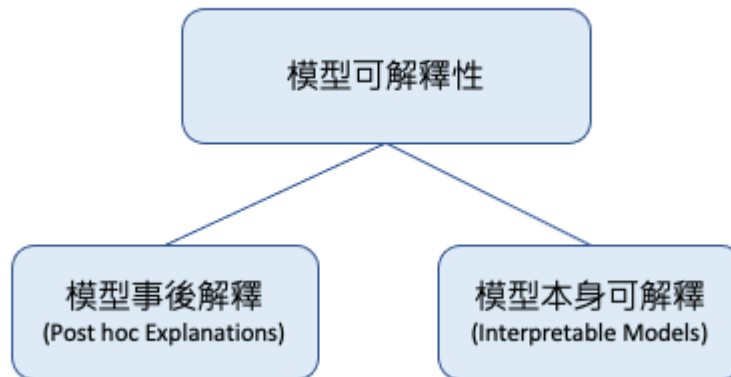 模型可解釋性
模型事後解釋
(Post hoc Explanations)
模型本身可解釋
(Interpretable Models)